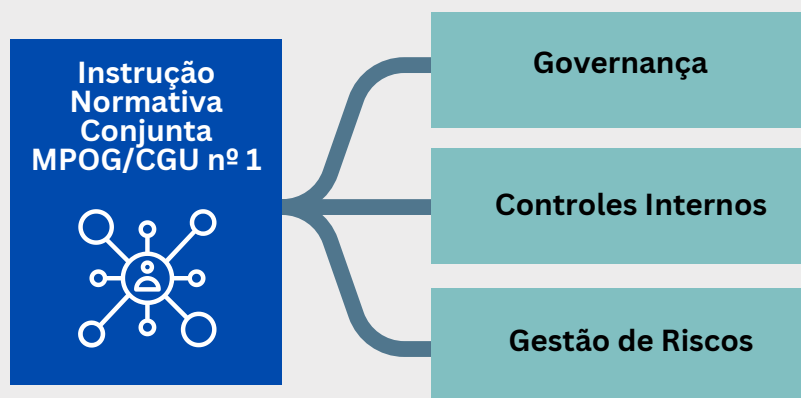 Instrução
Normativa
Conjunta
MPOG/CGU nº 1
Governança
Controles Internos
Gestão de Riscos